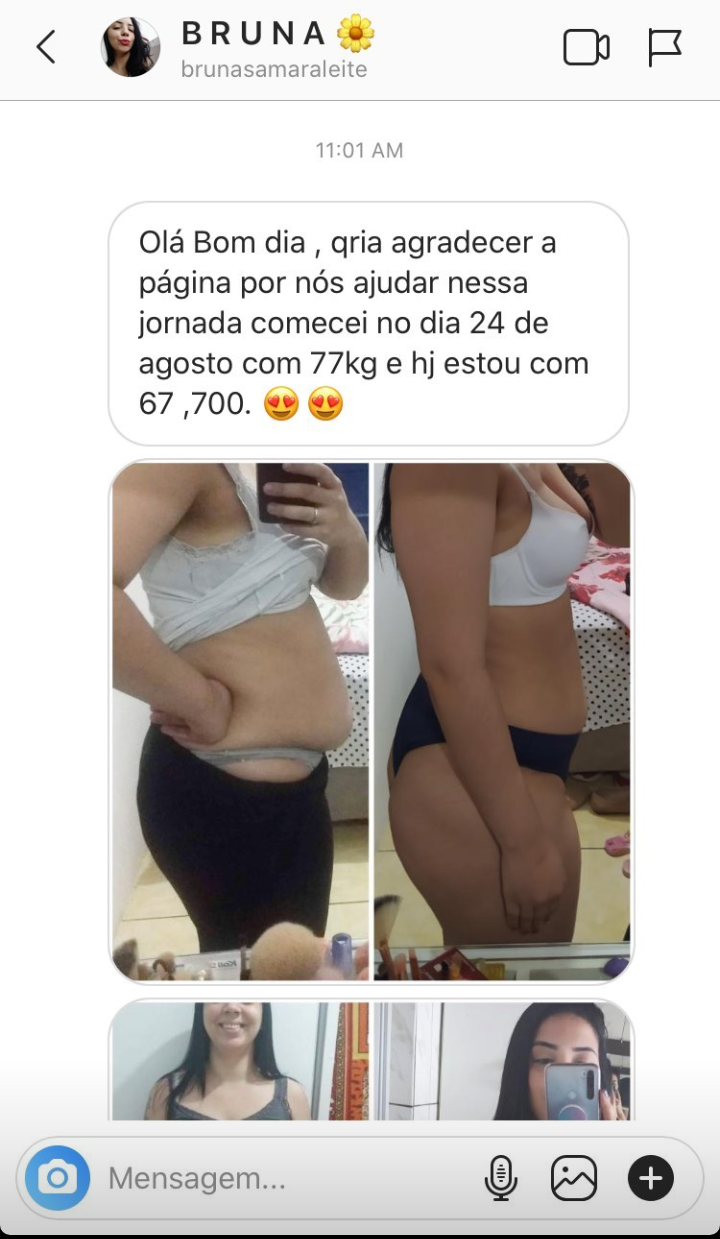 BRUNA🌼
brunasamaraleite
11:01 AM
Olá Bom dia , qria agradecer a
página por nós ajudar nessa
jornada comecei no dia 24 de
agosto com 77kg e hj estou com
67 ,700. 😍 😍
Mensagem...